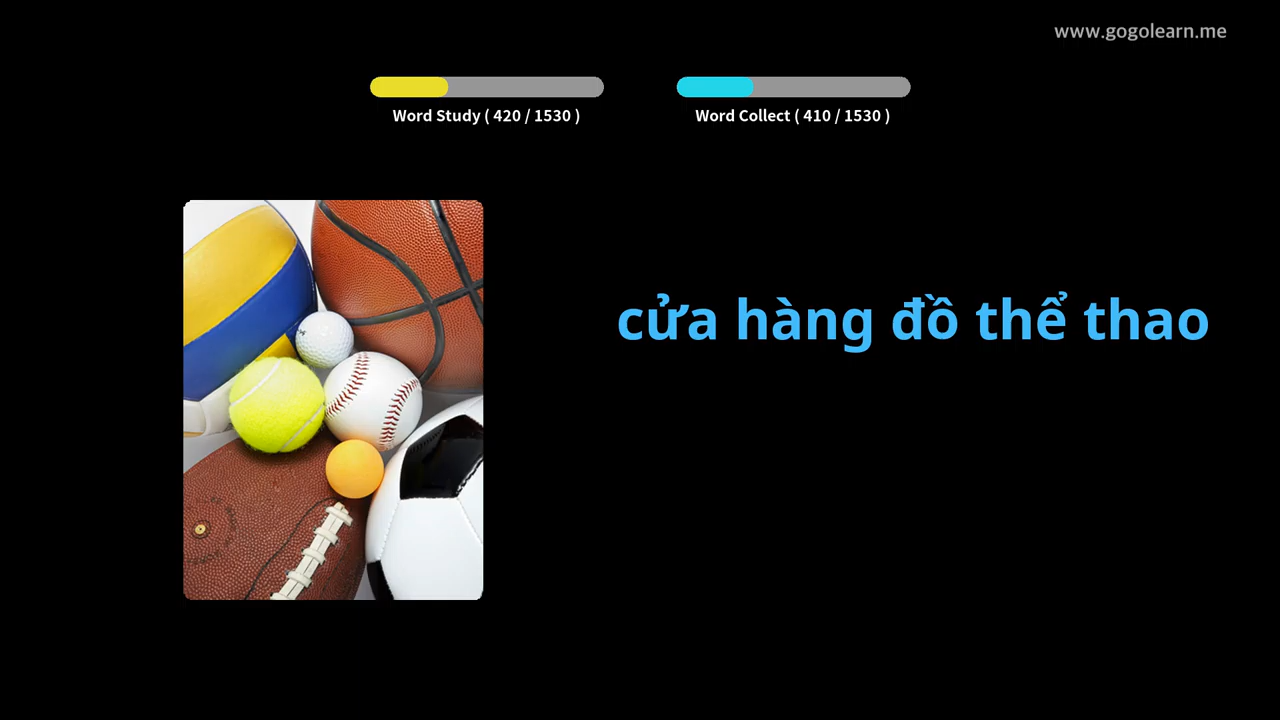 www.gogolearn.me
Word Study ( 420 / 1530 )
Word Collect ( 410 / 1530 )
cửa hàng đồ thể thao